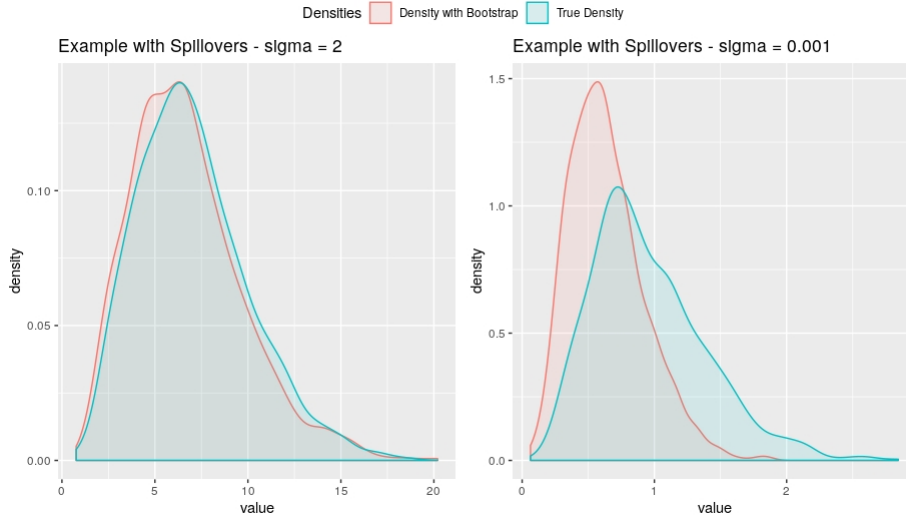 Densities Density with Bootstrap True Density
Example with Spillovers - sigma = 2
density
0.10
0.05
0.00
0 5 10 15 20
value
Example with Spillovers - sigma = 0.001
density
1.5
1.0
0.5
0.0
0 1 2
value